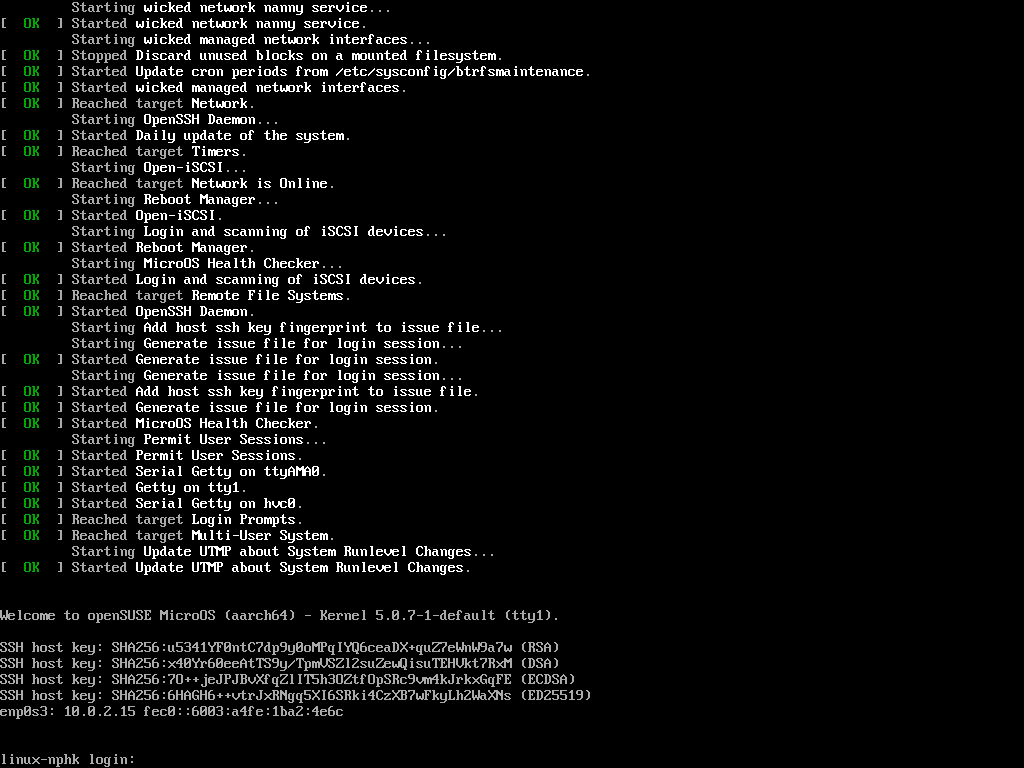 Starting wicked network nanny service...
[  OK  ] Started wicked network nanny service.
Starting wicked managed network interfaces...
[  OK  ] Stopped Discard unused blocks on a mounted filesystem.
[  OK  ] Started Update cron periods from /etc/sysconfig/btrfsmaintenance.
[  OK  ] Started wicked managed network interfaces.
[  OK  ] Reached target Network.
Starting OpenSSH Daemon...
[  OK  ] Started Daily update of the system.
[  OK  ] Reached target Timers.
Starting Open-iSCSI...
[  OK  ] Reached target Network is Online.
Starting Reboot Manager...
[  OK  ] Started Open-iSCSI.
Starting Login and scanning of iSCSI devices...
[  OK  ] Started Reboot Manager.
Starting MicroOS Health Checker...
[  OK  ] Started Login and scanning of iSCSI devices.
[  OK  ] Reached target Remote File Systems.
[  OK  ] Started OpenSSH Daemon.
Starting Add host ssh key fingerprint to issue file...
Starting Generate issue file for login session...
[  OK  ] Started Generate issue file for login session.
Starting Generate issue file for login session...
[  OK  ] Started Add host ssh key fingerprint to issue file.
[  OK  ] Started Generate issue file for login session.
[  OK  ] Started MicroOS Health Checker.
Starting Permit User Sessions...
[  OK  ] Started Permit User Sessions.
[  OK  ] Started Serial Getty on ttyAMA0.
[  OK  ] Started Getty on tty1.
[  OK  ] Started Serial Getty on hvc0.
[  OK  ] Reached target Login Prompts.
[  OK  ] Reached target Multi-User System.
Starting Update UTMP about System Runlevel Changes...
[  OK  ] Started Update UTMP about System Runlevel Changes.
Welcome to openSUSE MicroOS (aarch64) - Kernel 5.0.7-1-default (tty1).
SSH host key: SHA256:u5341YF0ntC7dp9y0oMPqIYQ6ceaDX+quZ7eWnW9a7w (RSA)
SSH host key: SHA256:x40Yr60eeAtTS9y/TpmVSZl2suZewQisuTEHVkt7RxM (DSA)
SSH host key: SHA256:7O++jeJPJBvXfqZlIT5h3OZtfOpSRc9vm4kJrkxGqFE (ECDSA)
SSH host key: SHA256:6HAGH6++vtrJxRNgq5XI6SRki4CzXB7wFkyLh2WaXNs (ED25519)
enp0s3: 10.0.2.15 fec0::6003:a4fe:1ba2:4e6c
linux-nphk login: